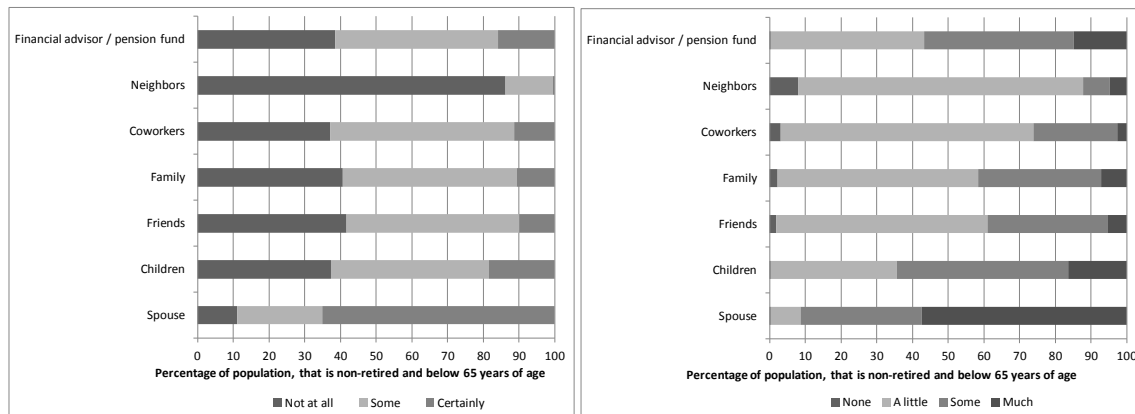 Financial advisor / pension fund
Neighbors
Coworkers
Family
Friends
Children
Spouse
0 10 20 30 40 50 60 70 80 90 100
Percentage of population, that is non-retired and below 65 years of age
Not at all Some Certainly
Financial advisor / pension fund
Neighbors
Coworkers
Family
Friends
Children
Spouse
0 10 20 30 40 50 60 70 80 90 100
Percentage of population, that is non-retired and below 65 years of age
None A little Some Much